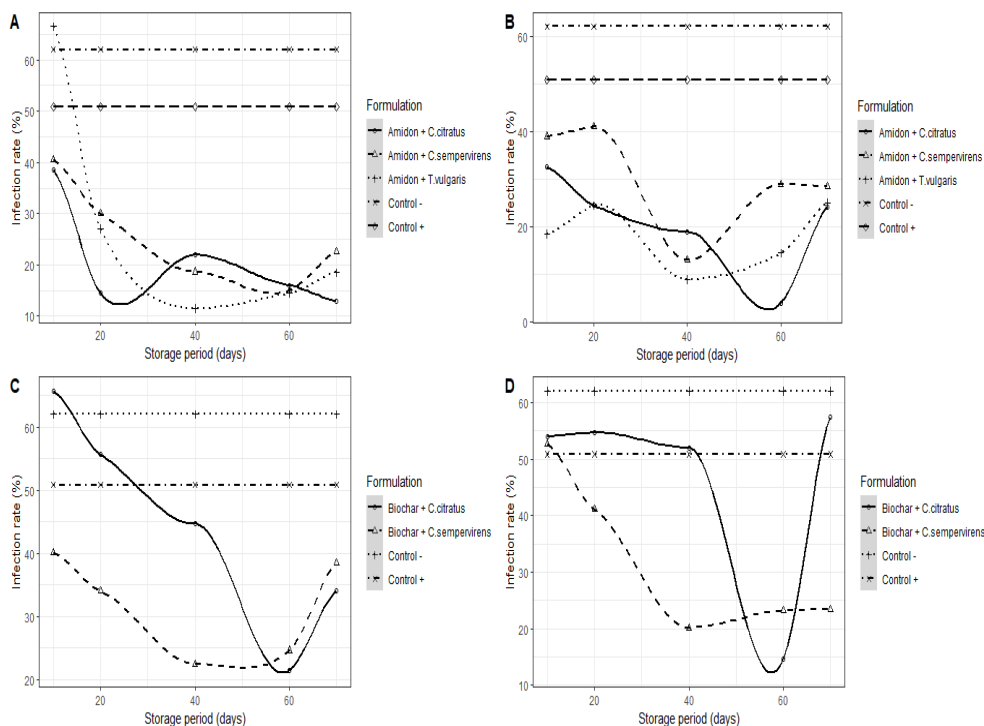 A
Infection rate (%)
60
50
40
30
20
10
20
40
60
Storage period (days)
Formulation
Amidon + C.citratus
Amidon + C.sempervirens
Amidon + T.vulgaris
Control -
Control +
B
Infection rate (%)
60
40
20
0
20
40
60
Storage period (days)
Formulation
Amidon + C.citratus
Amidon + C.sempervirens
Amidon + T.vulgaris
Control -
Control +
C
Infection rate (%)
60
50
40
30
20
20
40
60
Storage period (days)
Formulation
Biochar + C.citratus
Biochar + C.sempervirens
Control -
Control +
D
Infection rate (%)
60
50
40
30
20
10
20
40
60
Storage period (days)
Formulation
Biochar + C.citratus
Biochar + C.sempervirens
Control -
Control +